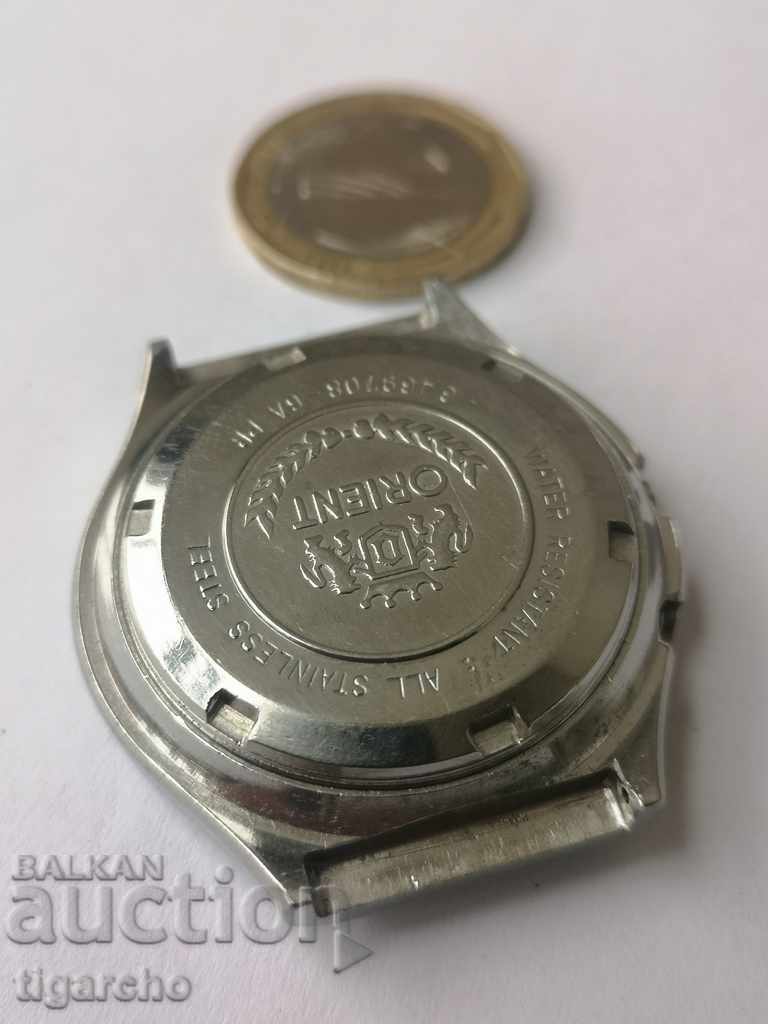 ORIENT
WATER RESISTANT
ALL STAINLESS STEEL
BALKAN
auction
tigarcho